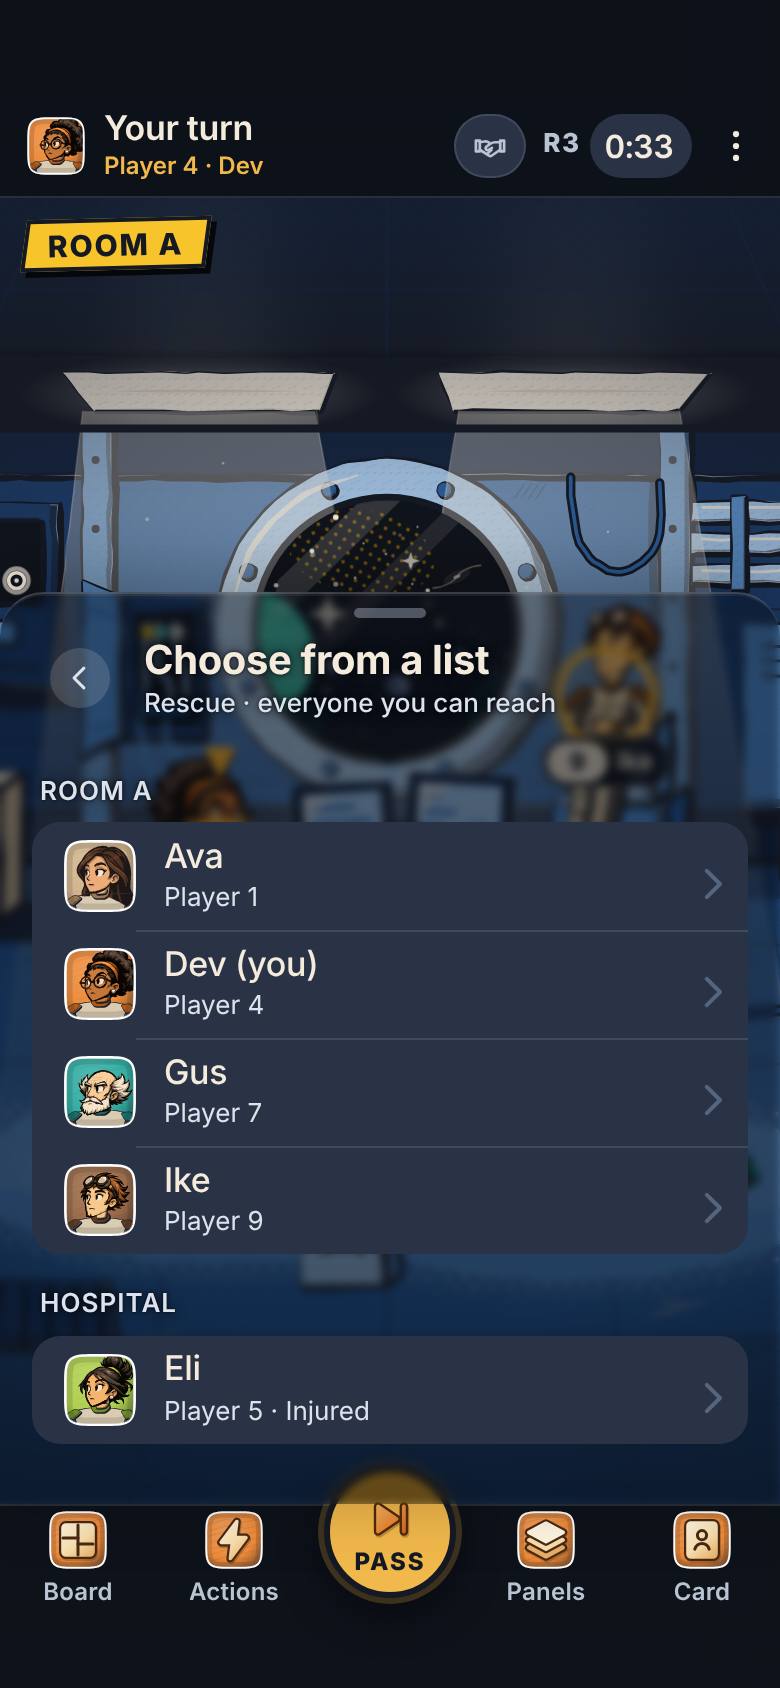 Your turn
Player 4 · Dev
R3
0:33
ROOM A
Choose from a list
Rescue · everyone you can reach
ROOM A
Ava
Player 1
Dev (you)
Player 4
Gus
Player 7
Ike
Player 9
HOSPITAL
Eli
Player 5 · Injured
PASS
Board
Actions
Panels
Card